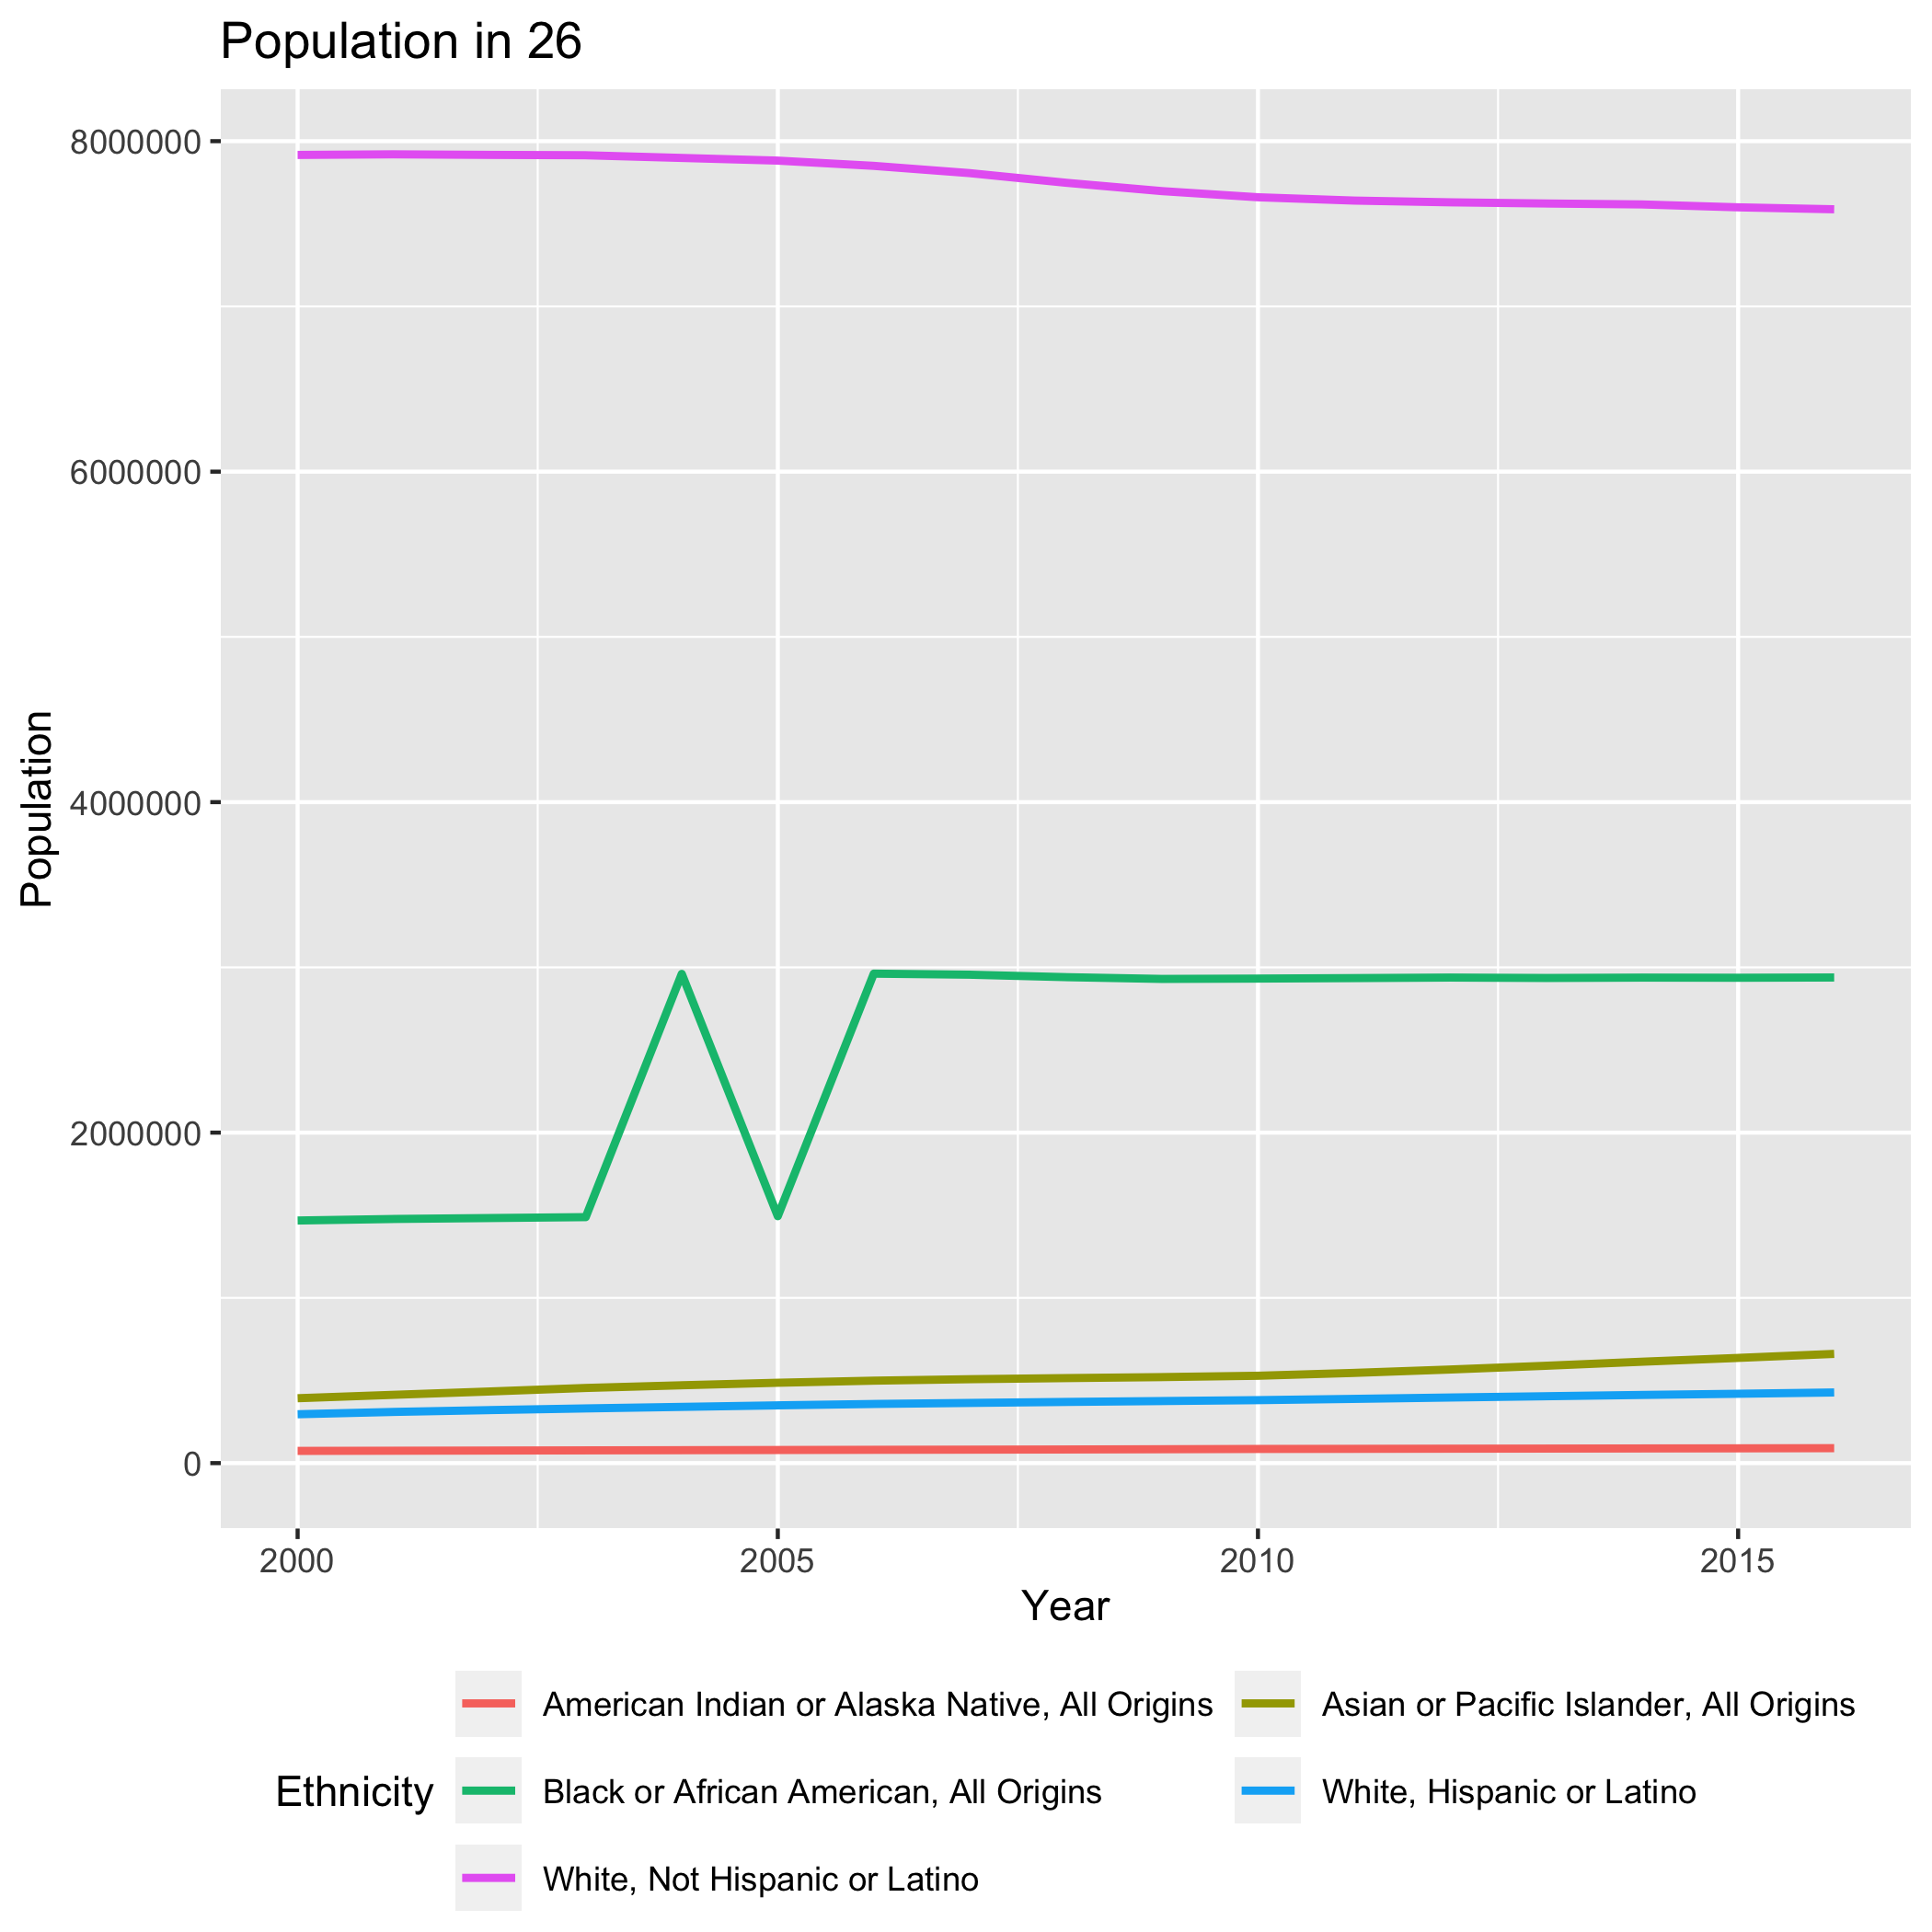 Population in 26
8000000
6000000
4000000
2000000
0
Population
2000 2005 2010 2015
Year
Ethnicity
American Indian or Alaska Native, All Origins
Asian or Pacific Islander, All Origins
Black or African American, All Origins
White, Hispanic or Latino
White, Not Hispanic or Latino